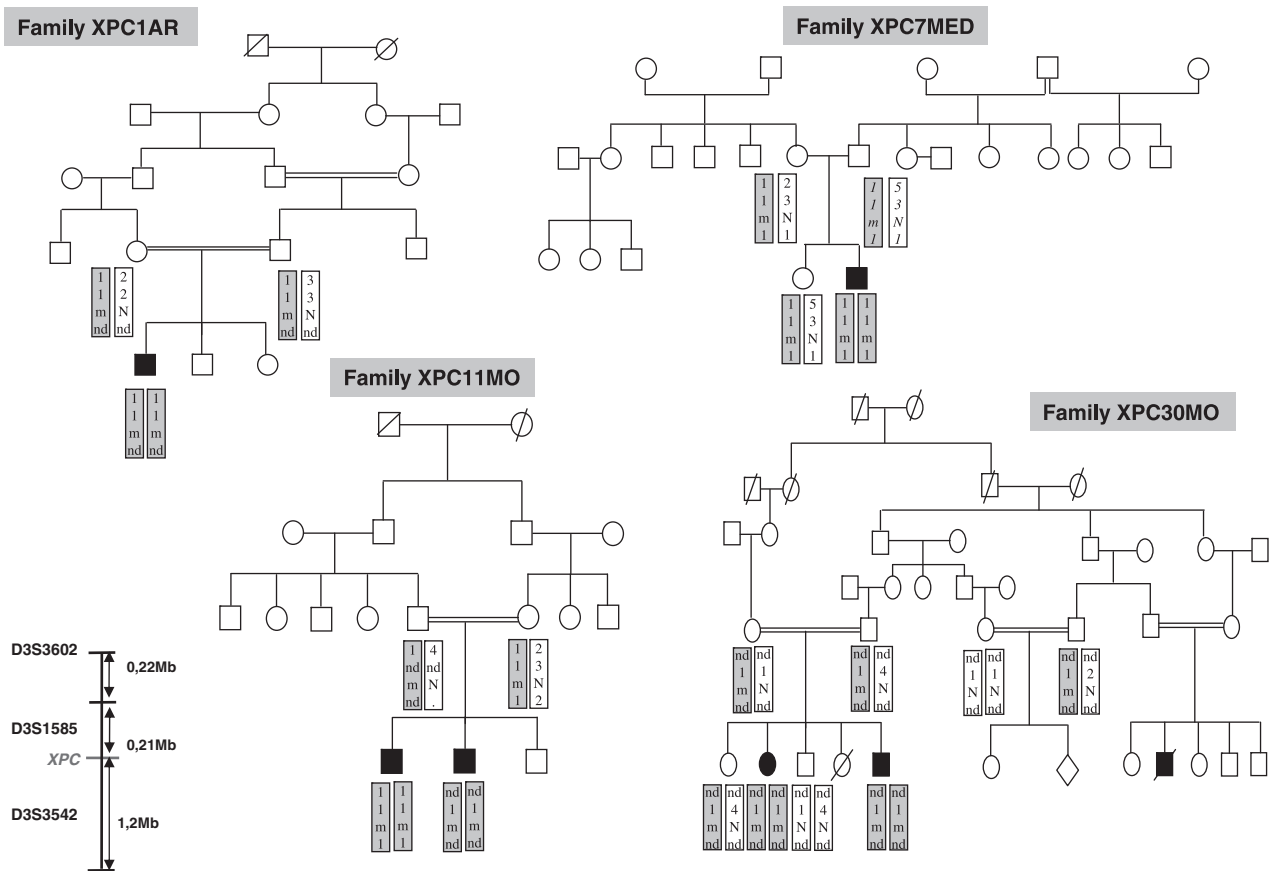 Family XPC1AR
Family XPC7MED
1 2
1 3
m N
1 1
1 5
1 3
m N
1 1
1 2
1 2
m N
nd nd
1 3
1 3
m N
nd nd
1 5 1 1
1 3 1 1
m N m m
1 1 1 1
Family XPC11MO
1 1
1 1
m m
nd nd
Family XPC30MO
1 4
nd nd
m N
nd .
1 2
1 3
m N
1 2
nd nd
1 1
m N
nd nd
nd nd
1 4
m N
nd nd
nd nd
1 1
N N
nd nd
nd nd
1 2
m N
nd nd
D3S3602
0,22Mb
D3S1585
0,21Mb
XPC
D3S3542
1,2Mb
1 1
1 1
m m
1 1
nd nd
1 1
m m
nd nd
nd nd nd nd nd nd
1 4 1 1 1 4
m N m m N N
nd nd nd nd nd nd
nd nd
1 1
m m
nd nd